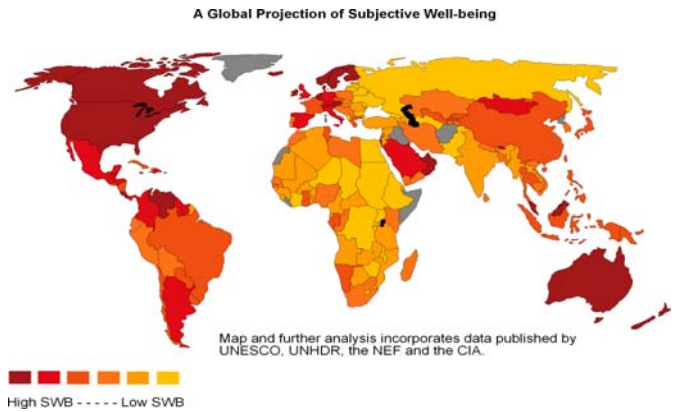 A Global Projection of Subjective Well-being
Map and further analysis incorporates data published by
UNESCO, UNHDR, the NEF and the CIA.
High SWB - - - - - Low SWB